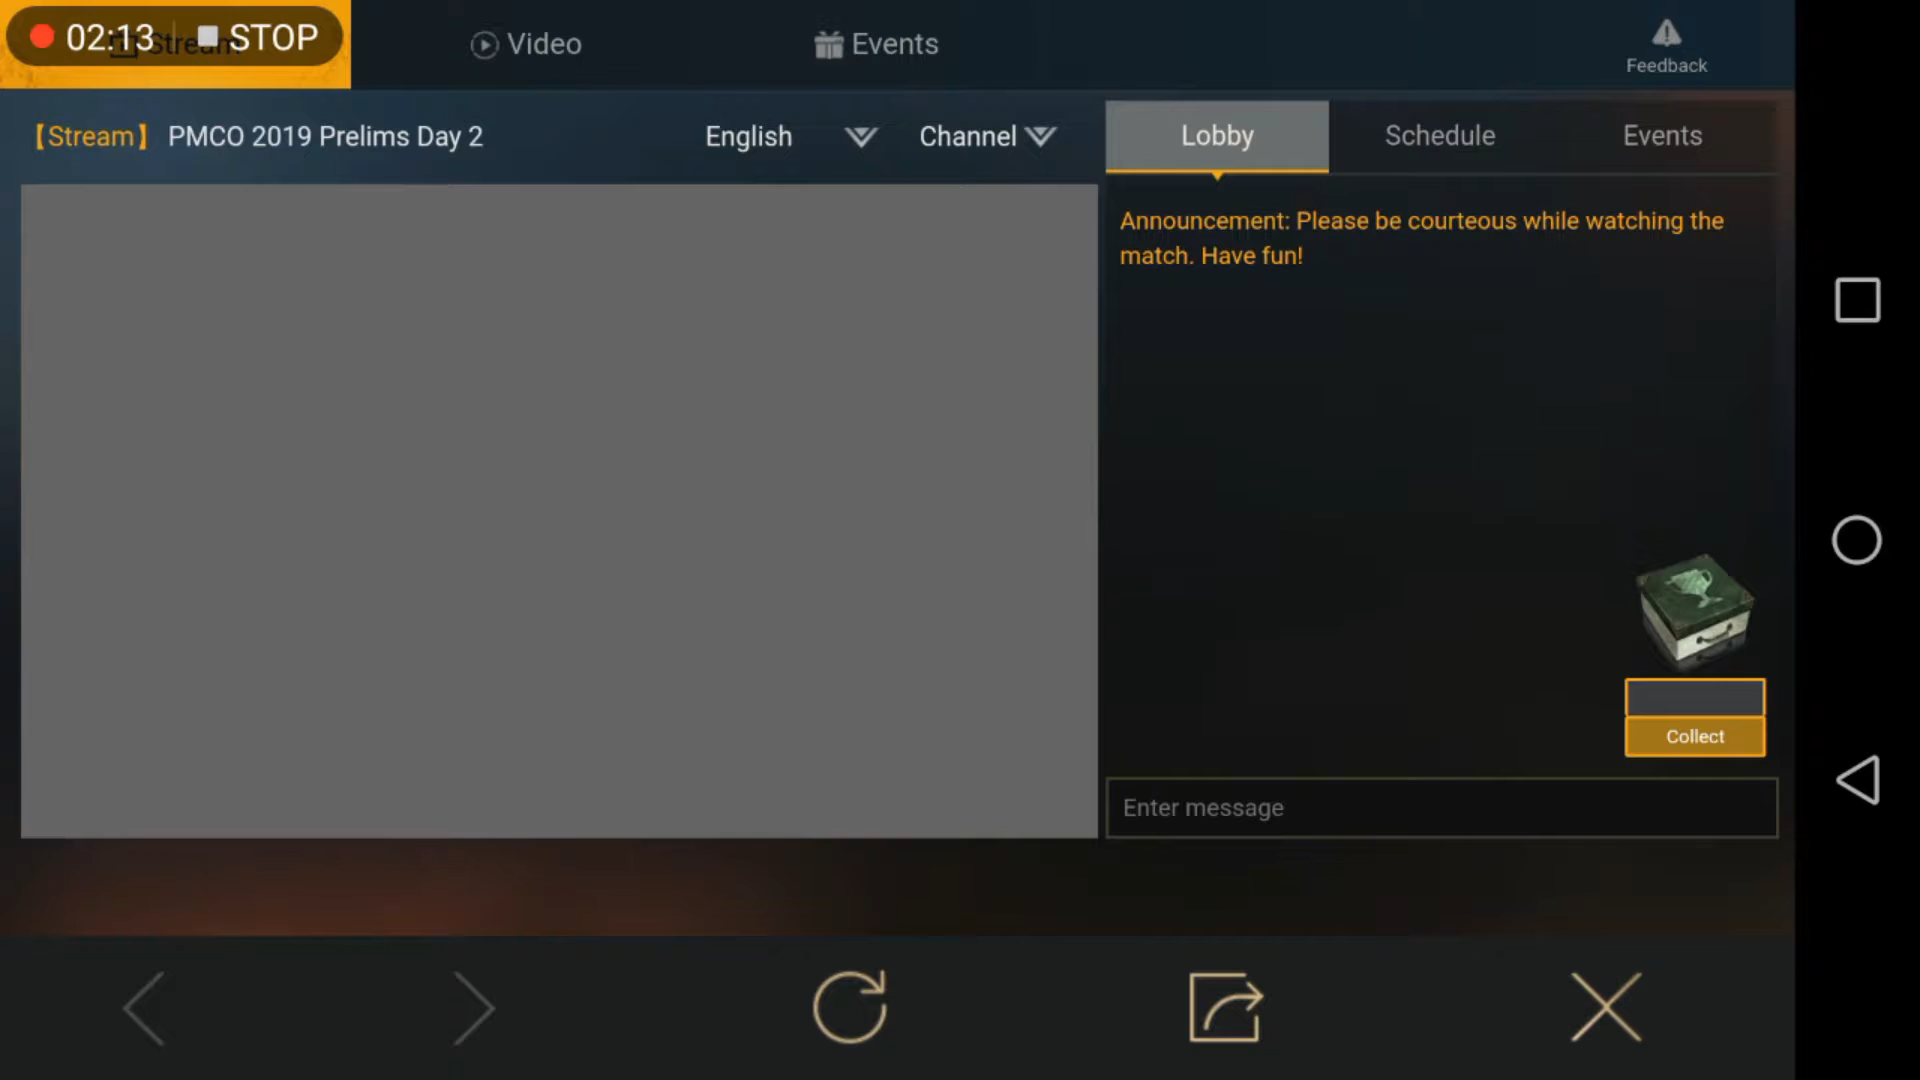 02:13 STOP
Stream
Video
Events
Feedback
【Stream】 PMCO 2019 Prelims Day 2
English
Channel
Lobby
Schedule
Events
Announcement: Please be courteous while watching the
match. Have fun!
Collect
Enter message